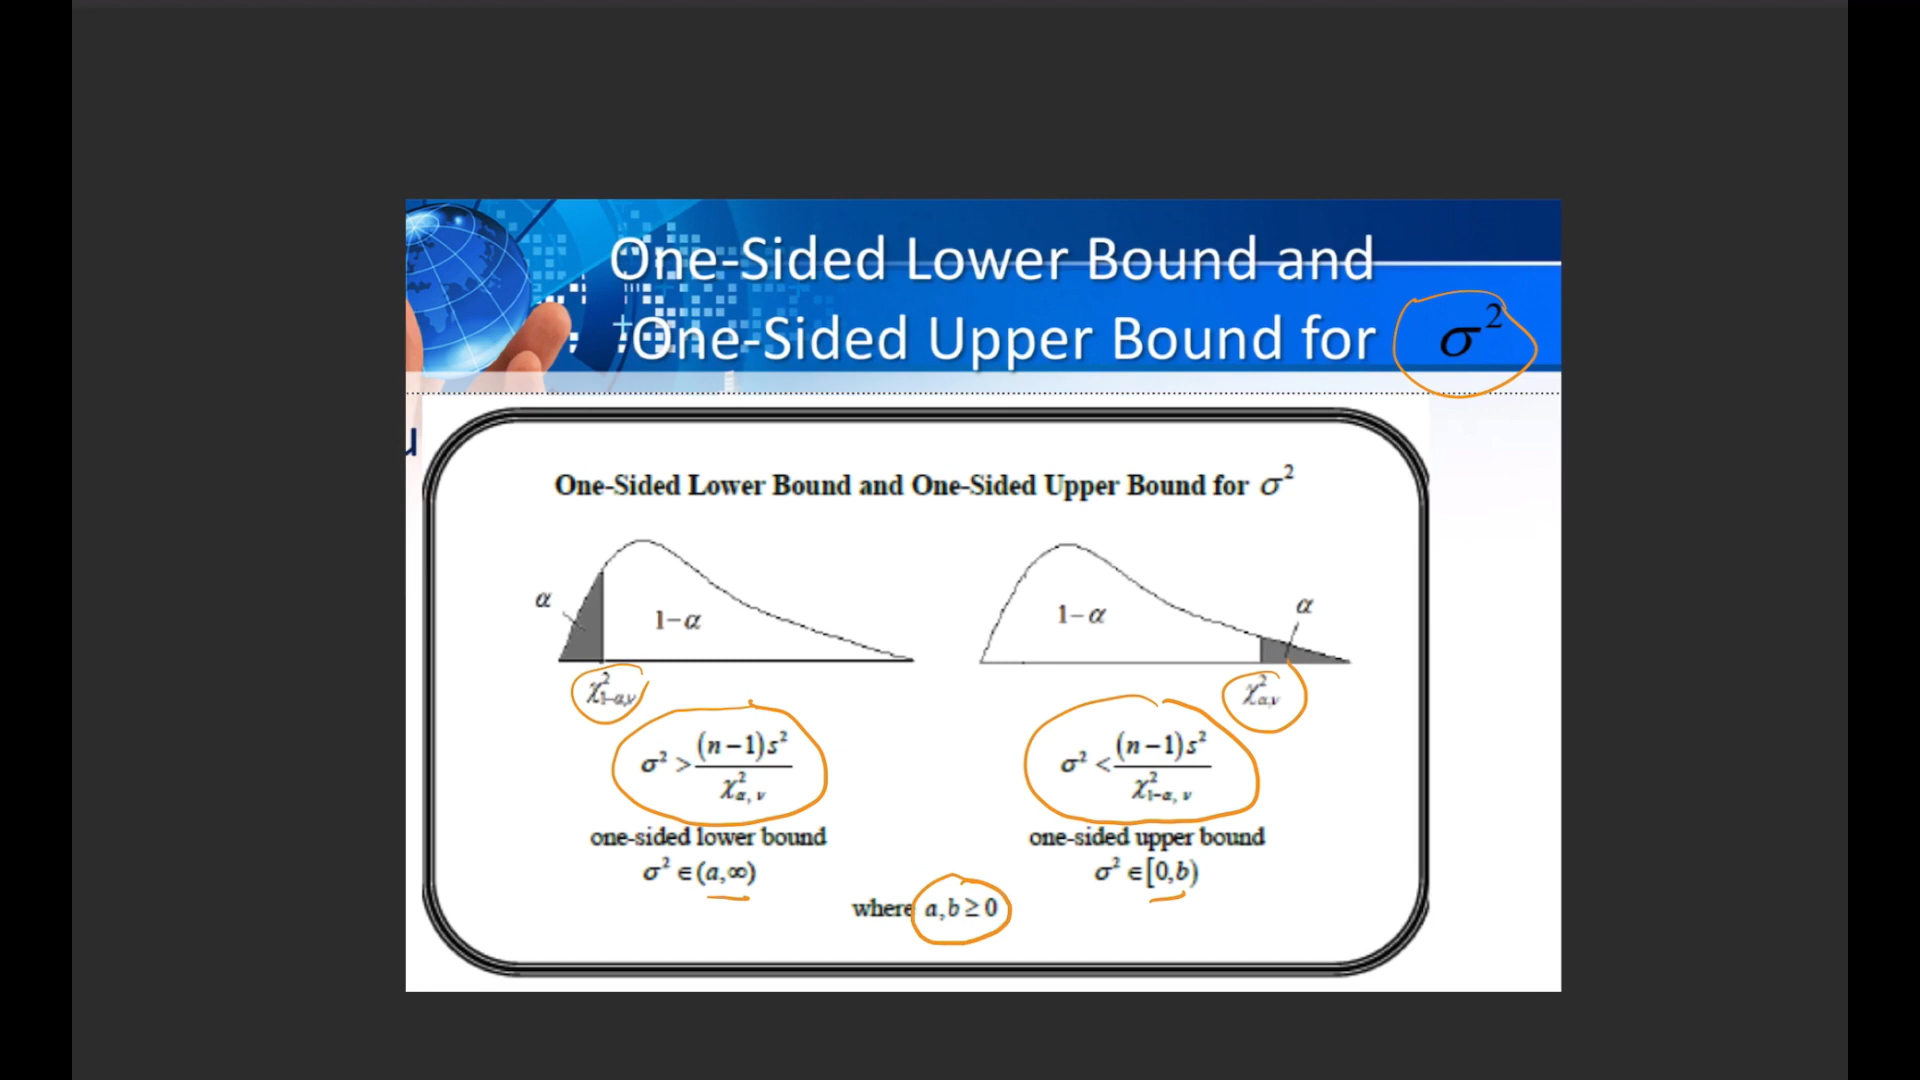 One-Sided Lower Bound and
One-Sided Upper Bound for σ²
One-Sided Lower Bound and One-Sided Upper Bound for σ²
α
1−α
χ²₁₋α,ν
1−α
α
χ²α,ν
σ² > (n−1)s² / χ²α, ν
σ² < (n−1)s² / χ²₁₋α, ν
one-sided lower bound
one-sided upper bound
σ² ∈ (a,∞)
σ² ∈ [0,b)
where a,b ≥ 0